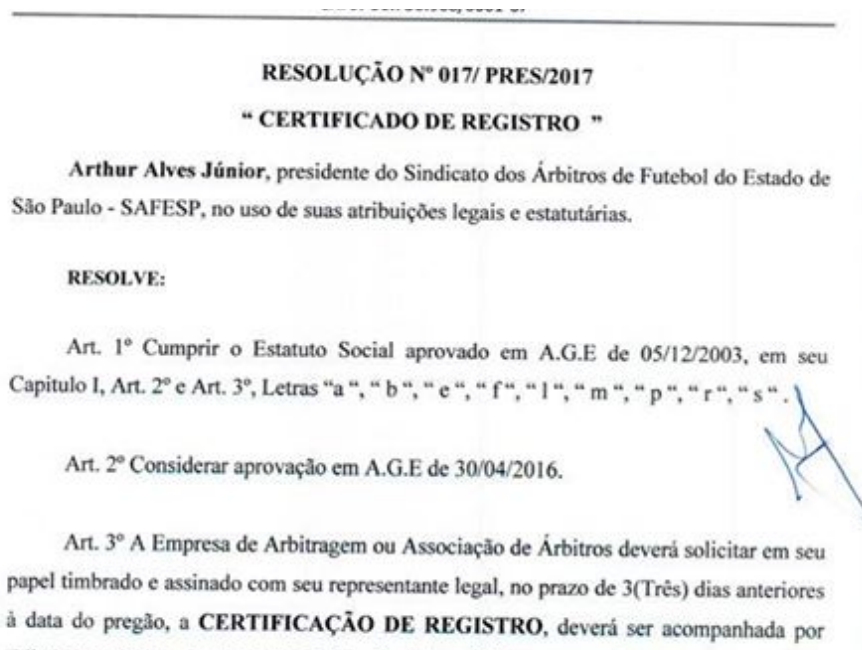 RESOLUÇÃO Nº 017/ PRES/2017
“ CERTIFICADO DE REGISTRO ”
Arthur Alves Júnior, presidente do Sindicato dos Árbitros de Futebol do Estado de
São Paulo - SAFESP, no uso de suas atribuições legais e estatutárias.
RESOLVE:
Art. 1º Cumprir o Estatuto Social aprovado em A.G.E de 05/12/2003, em seu
Capitulo I, Art. 2º e Art. 3º, Letras “a “, “ b “, “ e “, “ f “, “ l “, “ m “, “ p “, “ r “, “ s “ .
Art. 2º Considerar aprovação em A.G.E de 30/04/2016.
Art. 3º A Empresa de Arbitragem ou Associação de Árbitros deverá solicitar em seu
papel timbrado e assinado com seu representante legal, no prazo de 3(Três) dias anteriores
à data do pregão, a CERTIFICAÇÃO DE REGISTRO, deverá ser acompanhada por